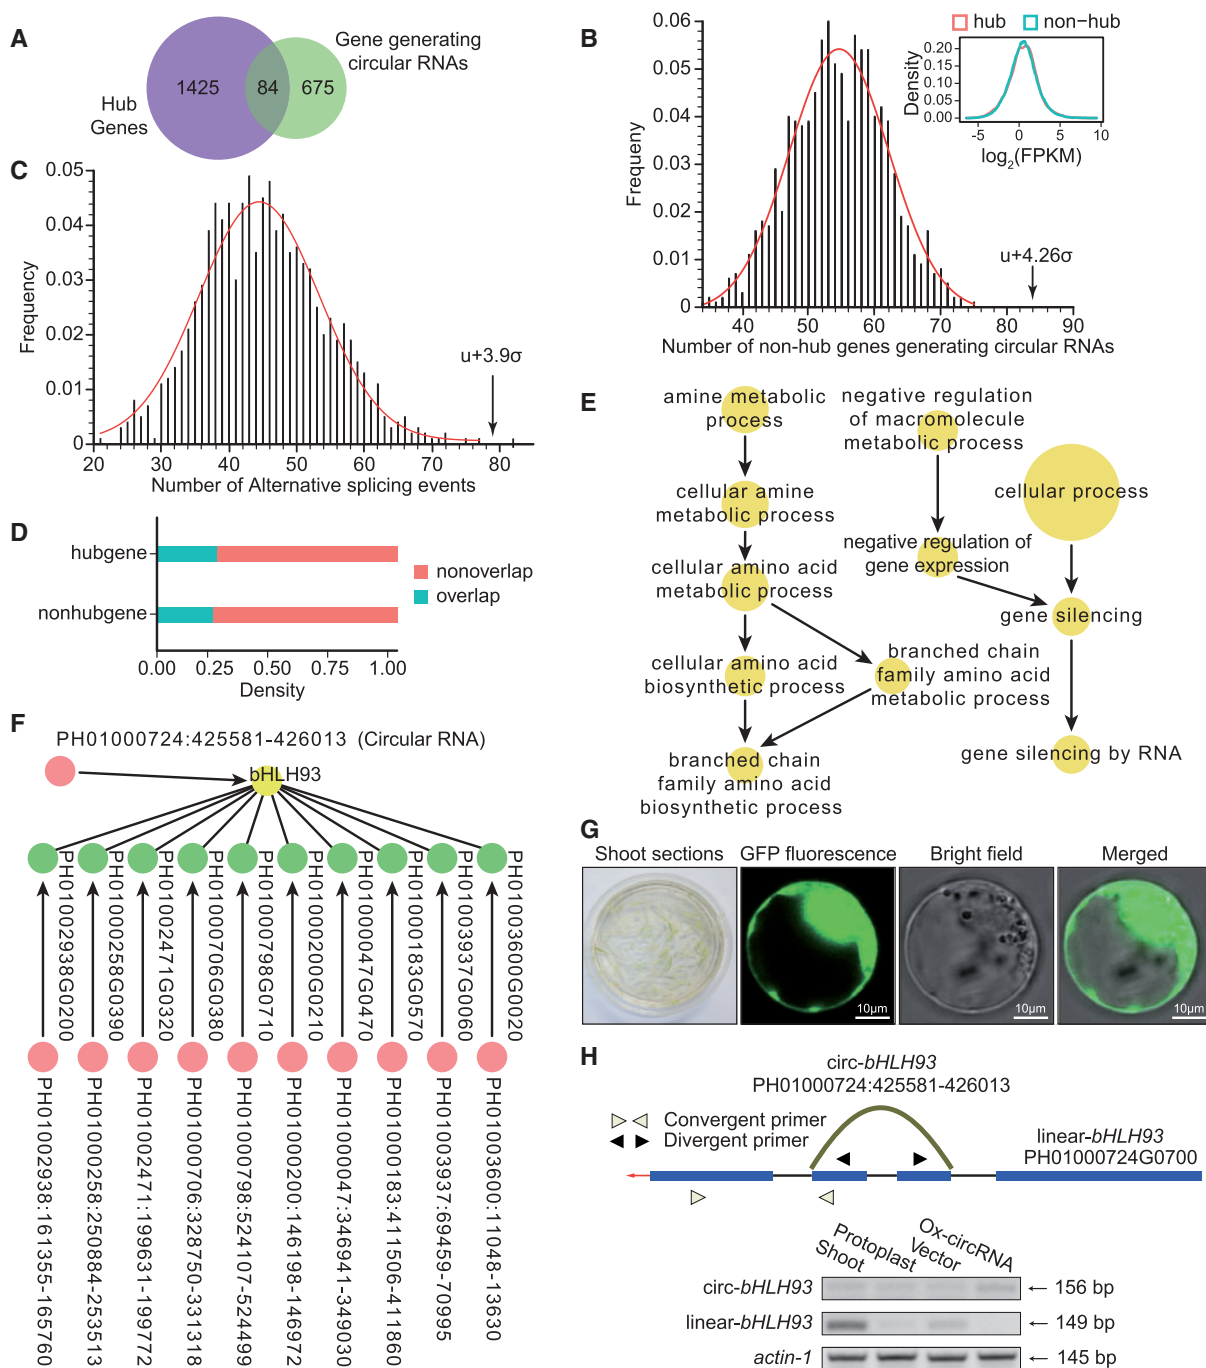 A
1425
84
675
Gene generating
circular RNAs
Hub
Genes
B
hub
non-hub
Frequeny
0.06
0.05
0.04
0.03
0.02
0.01
0
40
50
60
70
80
90
u+4.26σ
Number of non-hub genes generating circular RNAs
Density
0.20
0.15
0.10
0.05
0.00
-5
0
5
10
log2(FPKM)
C
Frequency
0.05
0.04
0.03
0.02
0.01
0
20
30
40
50
60
70
80
u+3.9σ
Number of Alternative splicing events
D
hubgene
nonhubgene
nonoverlap
overlap
0.00
0.25
0.50
0.75
1.00
Density
E
amine metabolic
process
cellular amine
metabolic process
cellular amino acid
metabolic process
cellular amino acid
biosynthetic process
branched chain
family amino acid
biosynthetic process
branched chain
family amino acid
metabolic process
negative regulation
of macromolecule
metabolic process
negative regulation of
gene expression
cellular process
gene silencing
gene silencing by RNA
F
PH01000724:425581-426013 (Circular RNA)
bHLH93
PH01002938G0200
PH01000258G0390
PH01002471G0320
PH01000706G0380
PH01000798G0710
PH01000200G0210
PH01000047G0470
PH01000183G0570
PH01003937G0060
PH01003600G0020
PH01002938:161355-165760
PH01000258:250884-253513
PH01002471:199631-199772
PH01000706:328750-331318
PH01000798:524107-524499
PH01000200:146198-146972
PH01000047:346941-349030
PH01000183:411506-411860
PH01003937:69459-70995
PH01003600:11048-13630
G
Shoot sections
GFP fluorescence
Bright field
Merged
10μm
10μm
10μm
H
circ-bHLH93
PH01000724:425581-426013
Convergent primer
Divergent primer
linear-bHLH93
PH01000724G0700
Shoot
Protoplast
Vector
Ox-circRNA
circ-bHLH93
156 bp
linear-bHLH93
149 bp
actin-1
145 bp